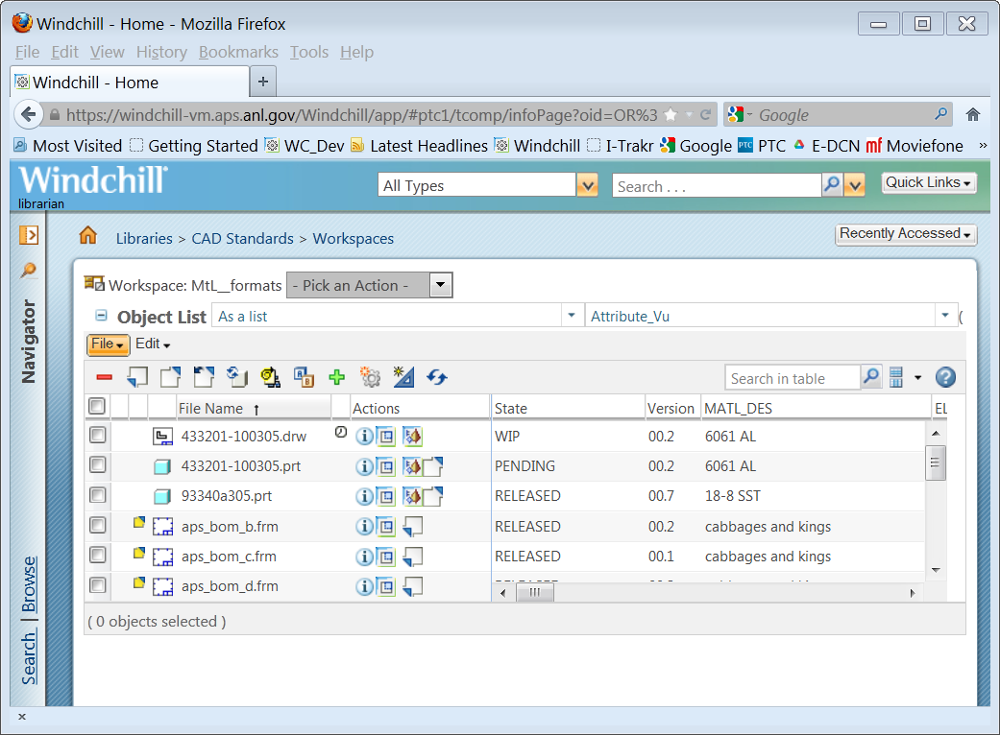 Windchill - Home - Mozilla Firefox
File Edit View History Bookmarks Tools Help
Windchill - Home +
https://windchill-vm.aps.anl.gov/Windchill/app/#ptc1/tcomp/infoPage?oid=OR%3 Google
Most Visited Getting Started WC_Dev Latest Headlines Windchill I-Trakr Google PTC PTC E-DCN mf Moviefone »
Windchill All Types Search . . . Quick Links
librarian
Libraries > CAD Standards > Workspaces Recently Accessed
Workspace: MtL__formats - Pick an Action -
Object List As a list Attribute_Vu (
File Edit
Search in table
File Name ↑ Actions State Version MATL_DES EL
433201-100305.drw WIP 00.2 6061 AL
433201-100305.prt PENDING 00.2 6061 AL
93340a305.prt RELEASED 00.7 18-8 SST
aps_bom_b.frm RELEASED 00.2 cabbages and kings
aps_bom_c.frm RELEASED 00.1 cabbages and kings
aps_bom_d.frm
( 0 objects selected )
Navigator
Search | Browse
x